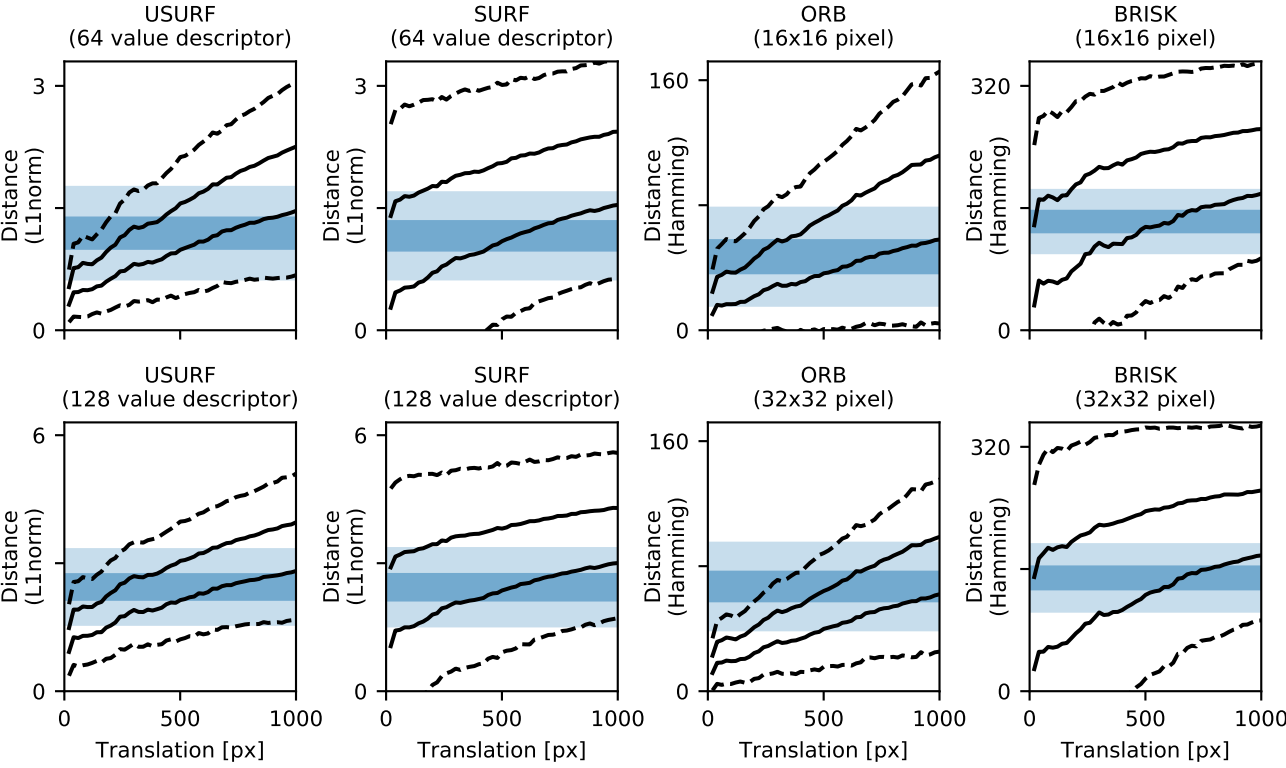 USURF
(64 value descriptor)
SURF
(64 value descriptor)
ORB
(16x16 pixel)
BRISK
(16x16 pixel)
Distance
(L1norm)
3
0
Distance
(L1norm)
3
0
Distance
(Hamming)
160
0
Distance
(Hamming)
320
0
USURF
(128 value descriptor)
SURF
(128 value descriptor)
ORB
(32x32 pixel)
BRISK
(32x32 pixel)
Distance
(L1norm)
6
0
Distance
(L1norm)
6
0
Distance
(Hamming)
160
0
Distance
(Hamming)
320
0
0 500 1000
0 500 1000
0 500 1000
0 500 1000
Translation [px]
Translation [px]
Translation [px]
Translation [px]